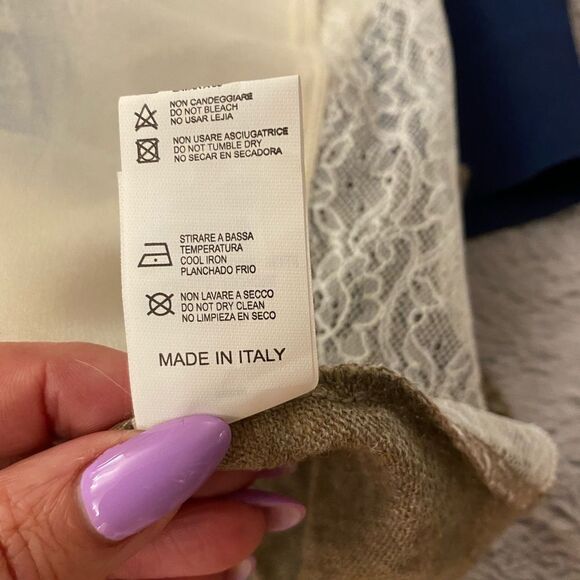 NON CANDEGGIARE
DO NOT BLEACH
NO USAR LEJIA
NON USARE ASCIUGATRICE
DO NOT TUMBLE DRY
NO SECAR EN SECADORA
STIRARE A BASSA
TEMPERATURA
COOL IRON
PLANCHADO FRIO
NON LAVARE A SECCO
DO NOT DRY CLEAN
NO LIMPIEZA EN SECO
MADE IN ITALY